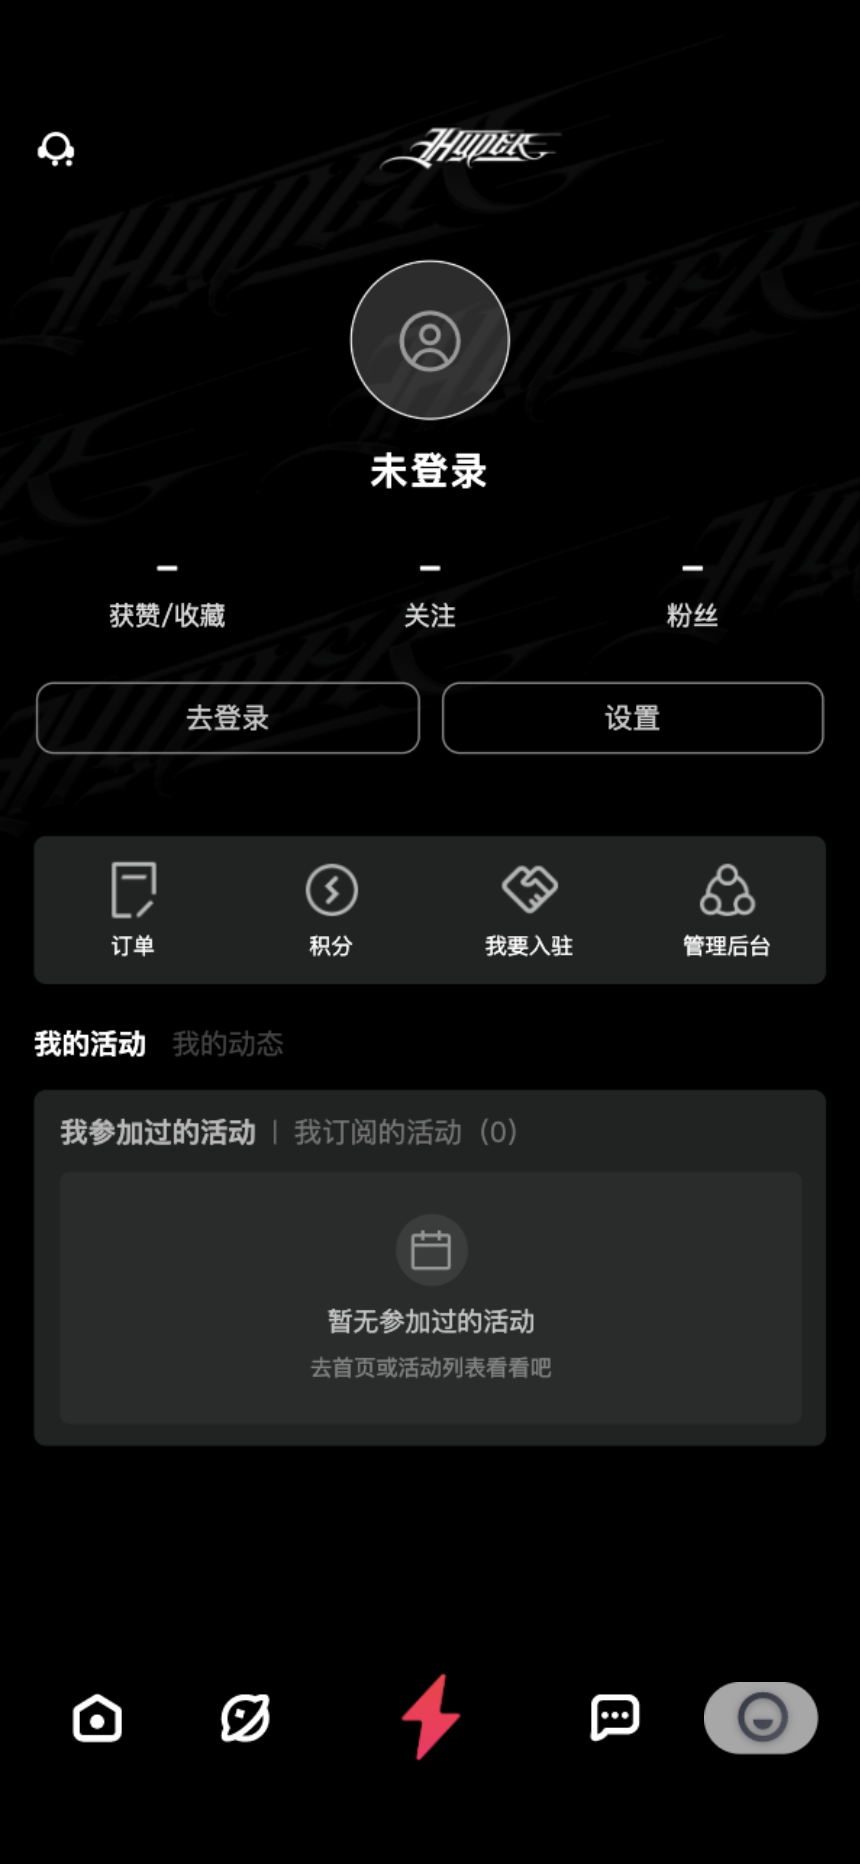 HYPER
未登录
获赞/收藏
关注
粉丝
去登录
设置
订单
积分
我要入驻
管理后台
我的活动
我的动态
我参加过的活动 | 我订阅的活动（0）
暂无参加过的活动
去首页或活动列表看看吧